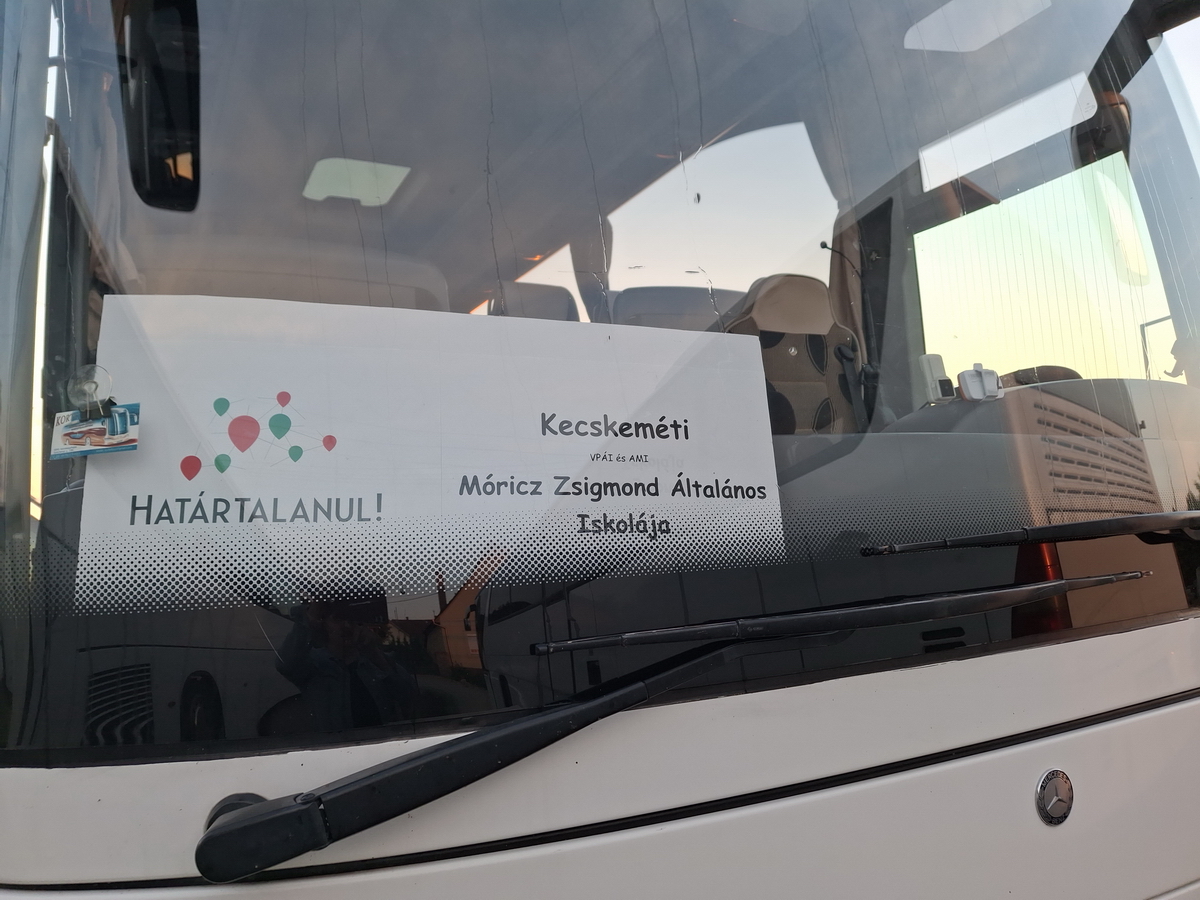 HATÁRTALANUL!
Kecskeméti
VPÁI és AMI
Móricz Zsigmond Általános
Iskolája